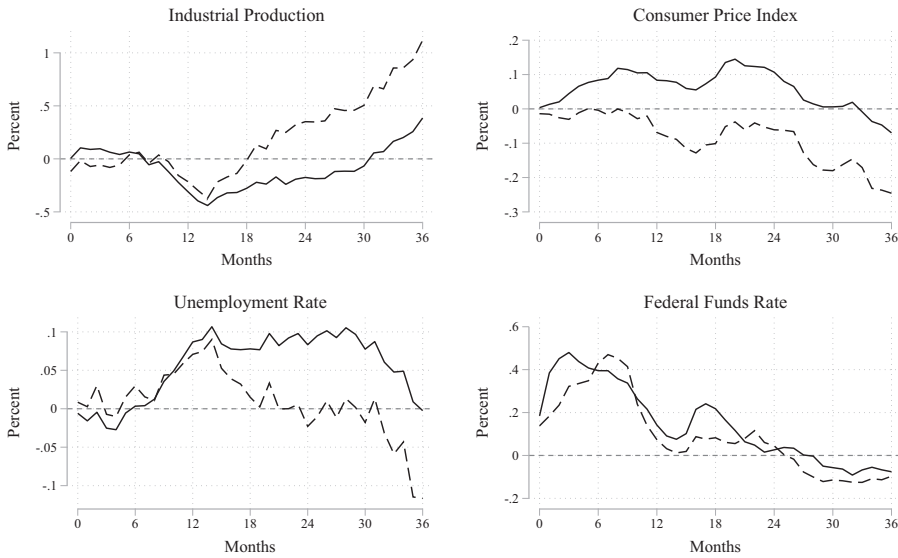 Industrial Production
Percent
1
.5
0
-.5
0 6 12 18 24 30 36
Months
Consumer Price Index
Percent
.2
.1
0
-.1
-.2
-.3
0 6 12 18 24 30 36
Months
Unemployment Rate
Percent
.1
.05
0
-.05
-.1
0 6 12 18 24 30 36
Months
Federal Funds Rate
Percent
.6
.4
.2
0
-.2
0 6 12 18 24 30 36
Months